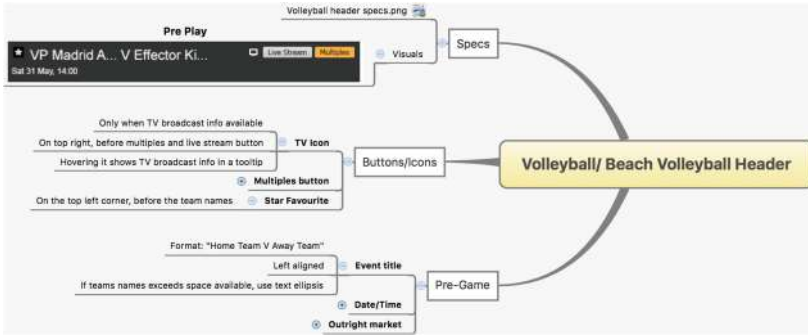 Volleyball header specs.png
Pre Play
VP Madrid A... V Effector Ki...
Live Stream
Multiples
Sat 31 May, 14:00
Visuals
Specs
Only when TV broadcast info available
On top right, before multiples and live stream button
TV Icon
Hovering it shows TV broadcast info in a tooltip
Buttons/Icons
Multiples button
On the top left corner, before the team names
Star Favourite
Volleyball/ Beach Volleyball Header
Format: "Home Team V Away Team"
Left aligned
Event title
If teams names exceeds space available, use text ellipsis
Pre-Game
Date/Time
Outright market